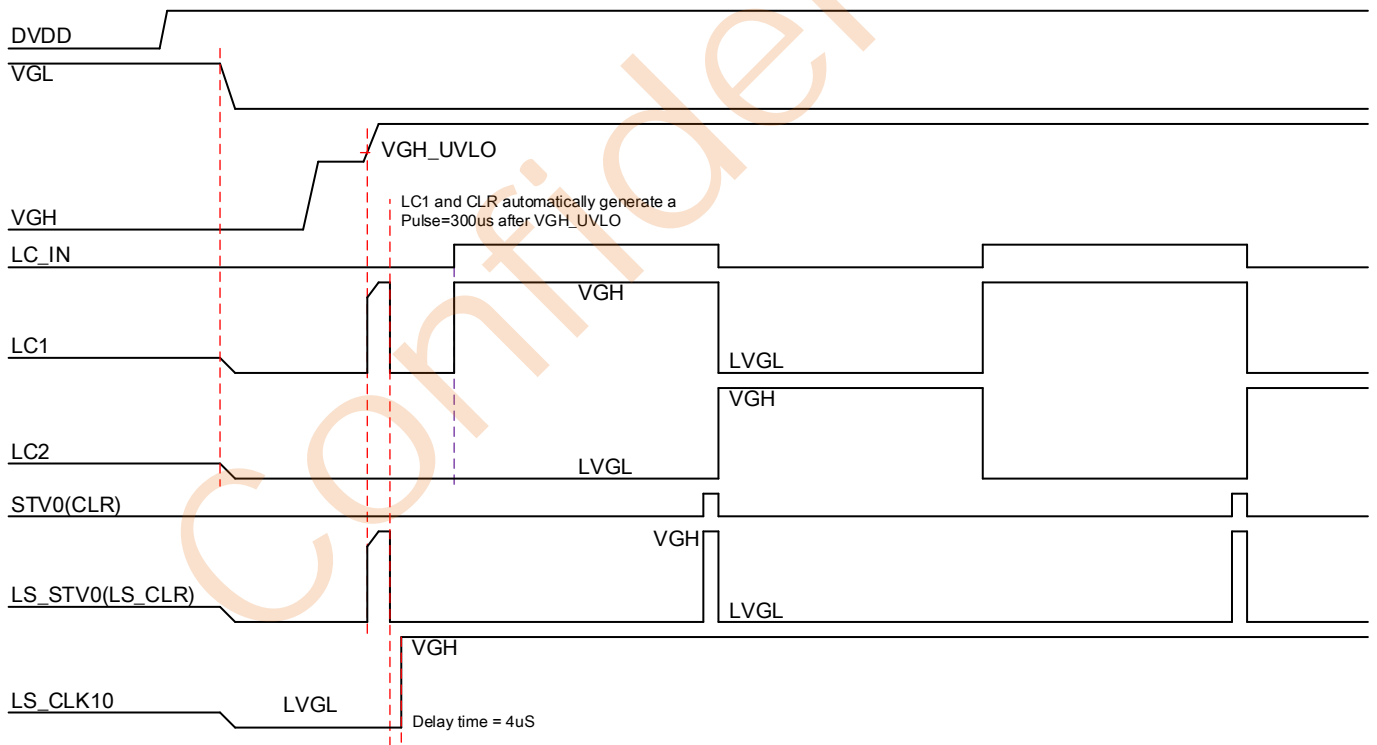 DVDD
VGL
VGH_UVLO
LC1 and CLR automatically generate a
Pulse=300us after VGH_UVLO
VGH
LC_IN
VGH
LC1
LVGL
VGH
LC2
LVGL
STV0(CLR)
VGH
LS_STV0(LS_CLR)
LVGL
VGH
LS_CLK10
LVGL
Delay time = 4uS
Confider